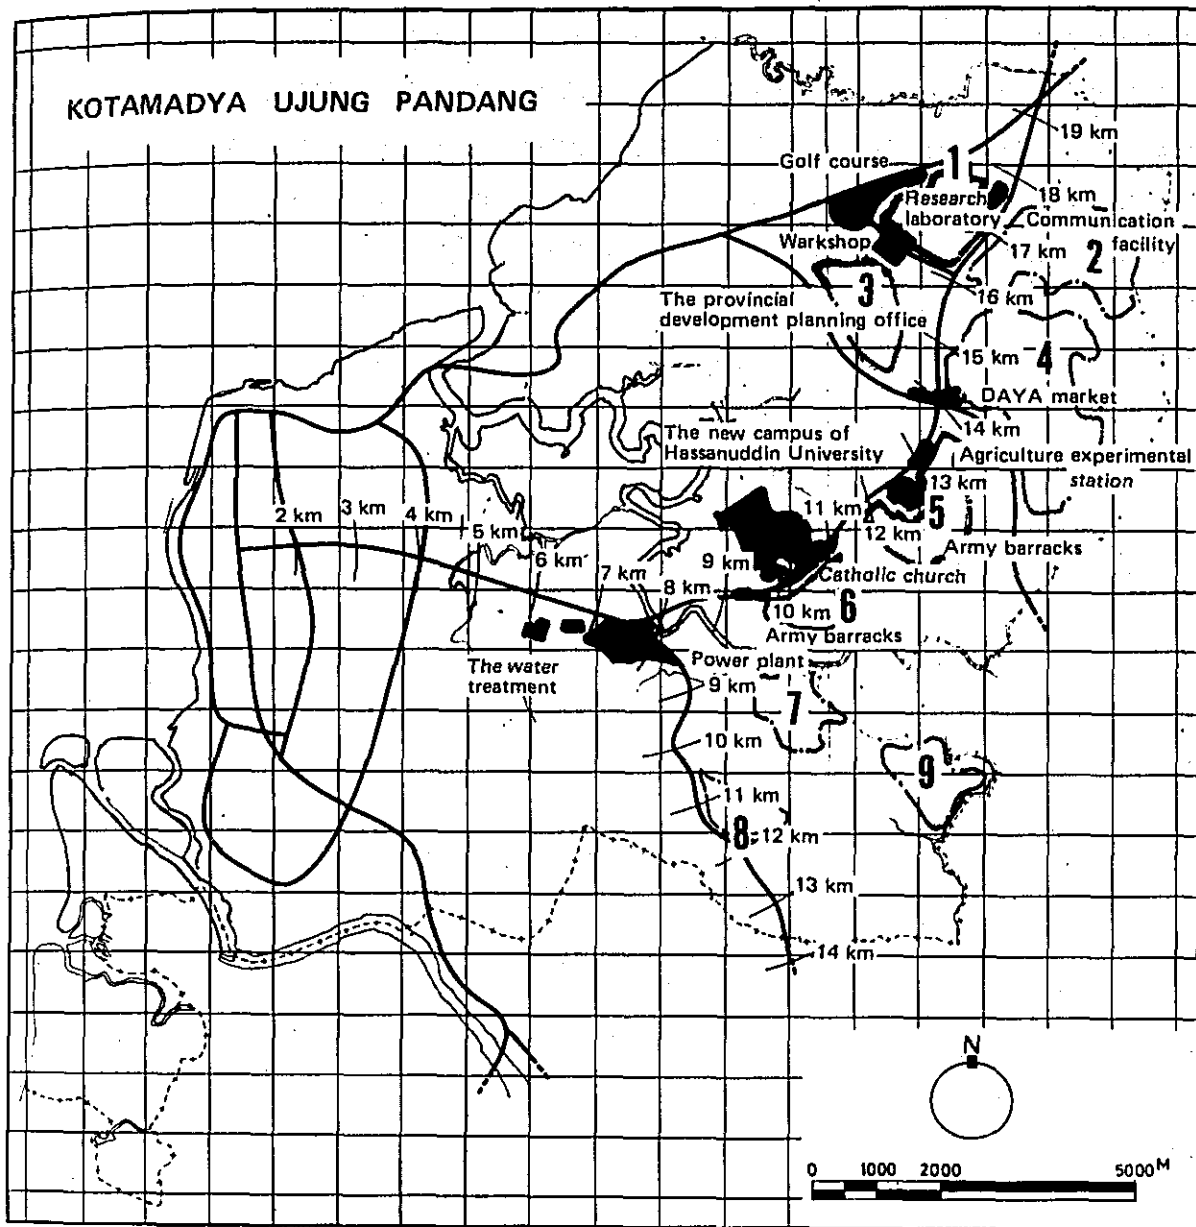 KOTAMADYA UJUNG PANDANG
19 km
Golf course
1
Research
laboratory
18 km
Communication
facility
Warkshop
17 km
2
3
16 km
The provincial
development planning office
15 km
4
DAYA market
14 km
The new campus of
Hassanuddin University
Agriculture experimental
station
13 km
5
2 km
3 km
4 km
5 km
6 km
7 km
8 km
9 km
11 km
12 km
Army barracks
Catholic church
10 km
6
Army barracks
The water
treatment
Power plant
9 km
7
10 km
9
11 km
8
12 km
13 km
14 km
N
0 1000 2000 5000 M